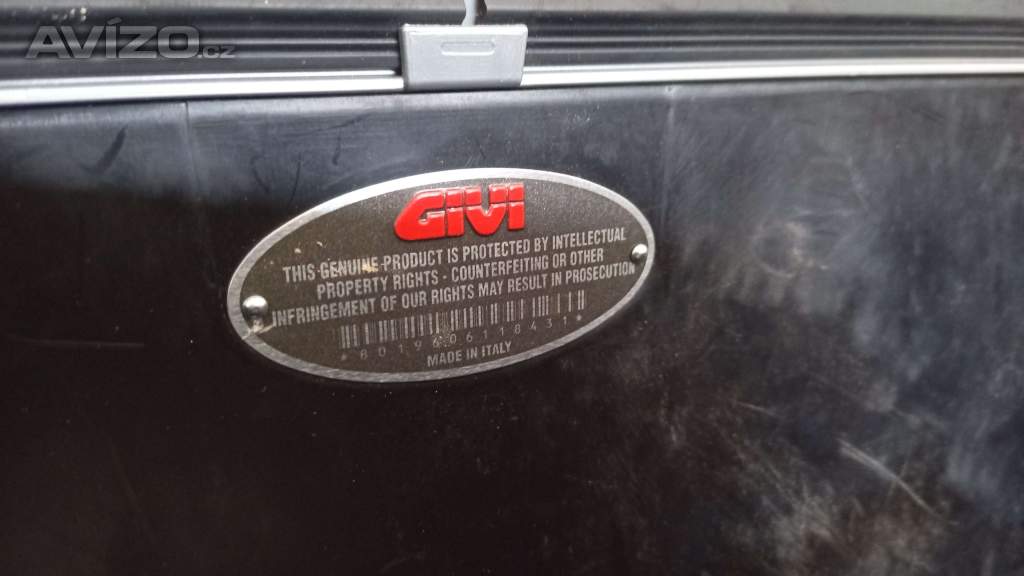 AVÍZO.cz
GIVI
THIS GENUINE PRODUCT IS PROTECTED BY INTELLECTUAL
PROPERTY RIGHTS - COUNTERFEITING OR OTHER
INFRINGEMENT OF OUR RIGHTS MAY RESULT IN PROSECUTION
MADE IN ITALY